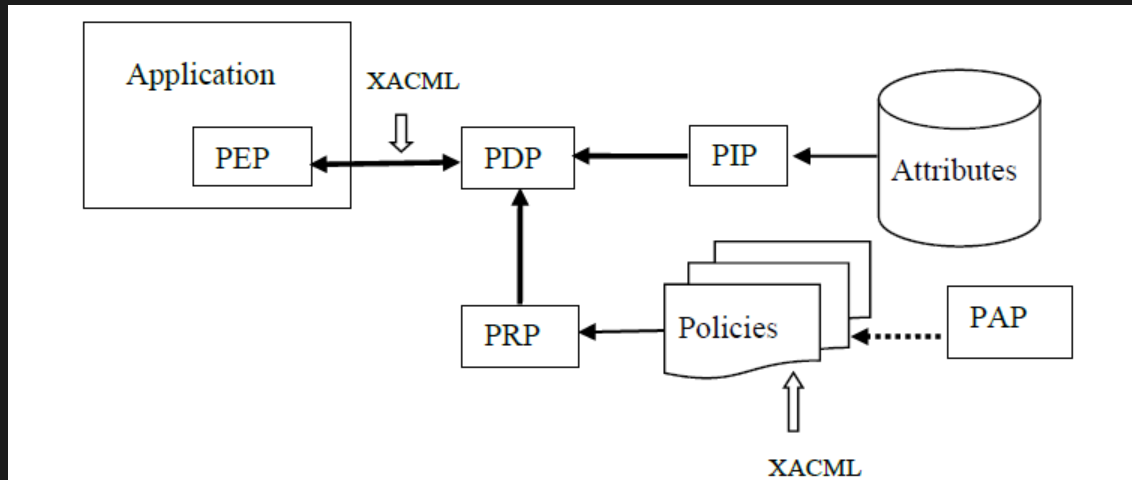 Application
XACML
PEP
PDP
PIP
Attributes
PRP
Policies
PAP
XACML